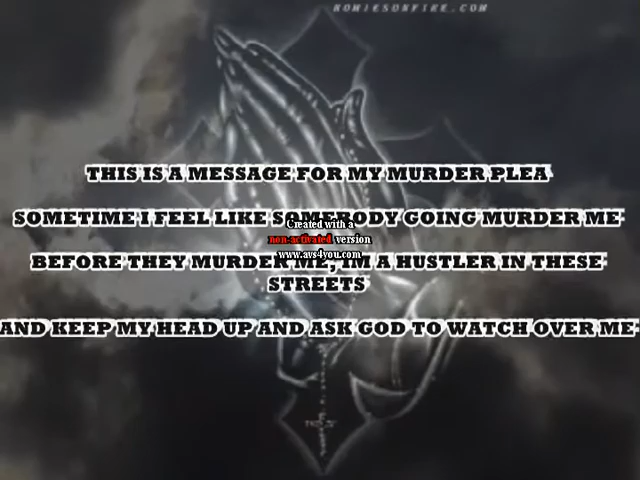 HOMIESONFIRE.COM
THIS IS A MESSAGE FOR MY MURDER PLEA
SOMETIME I FEEL LIKE SOMEBODY GOING MURDER ME
Created with a
non-activated version
www.avs4you.com
BEFORE THEY MURDER ME, IM A HUSTLER IN THESE
STREETS
AND KEEP MY HEAD UP AND ASK GOD TO WATCH OVER ME